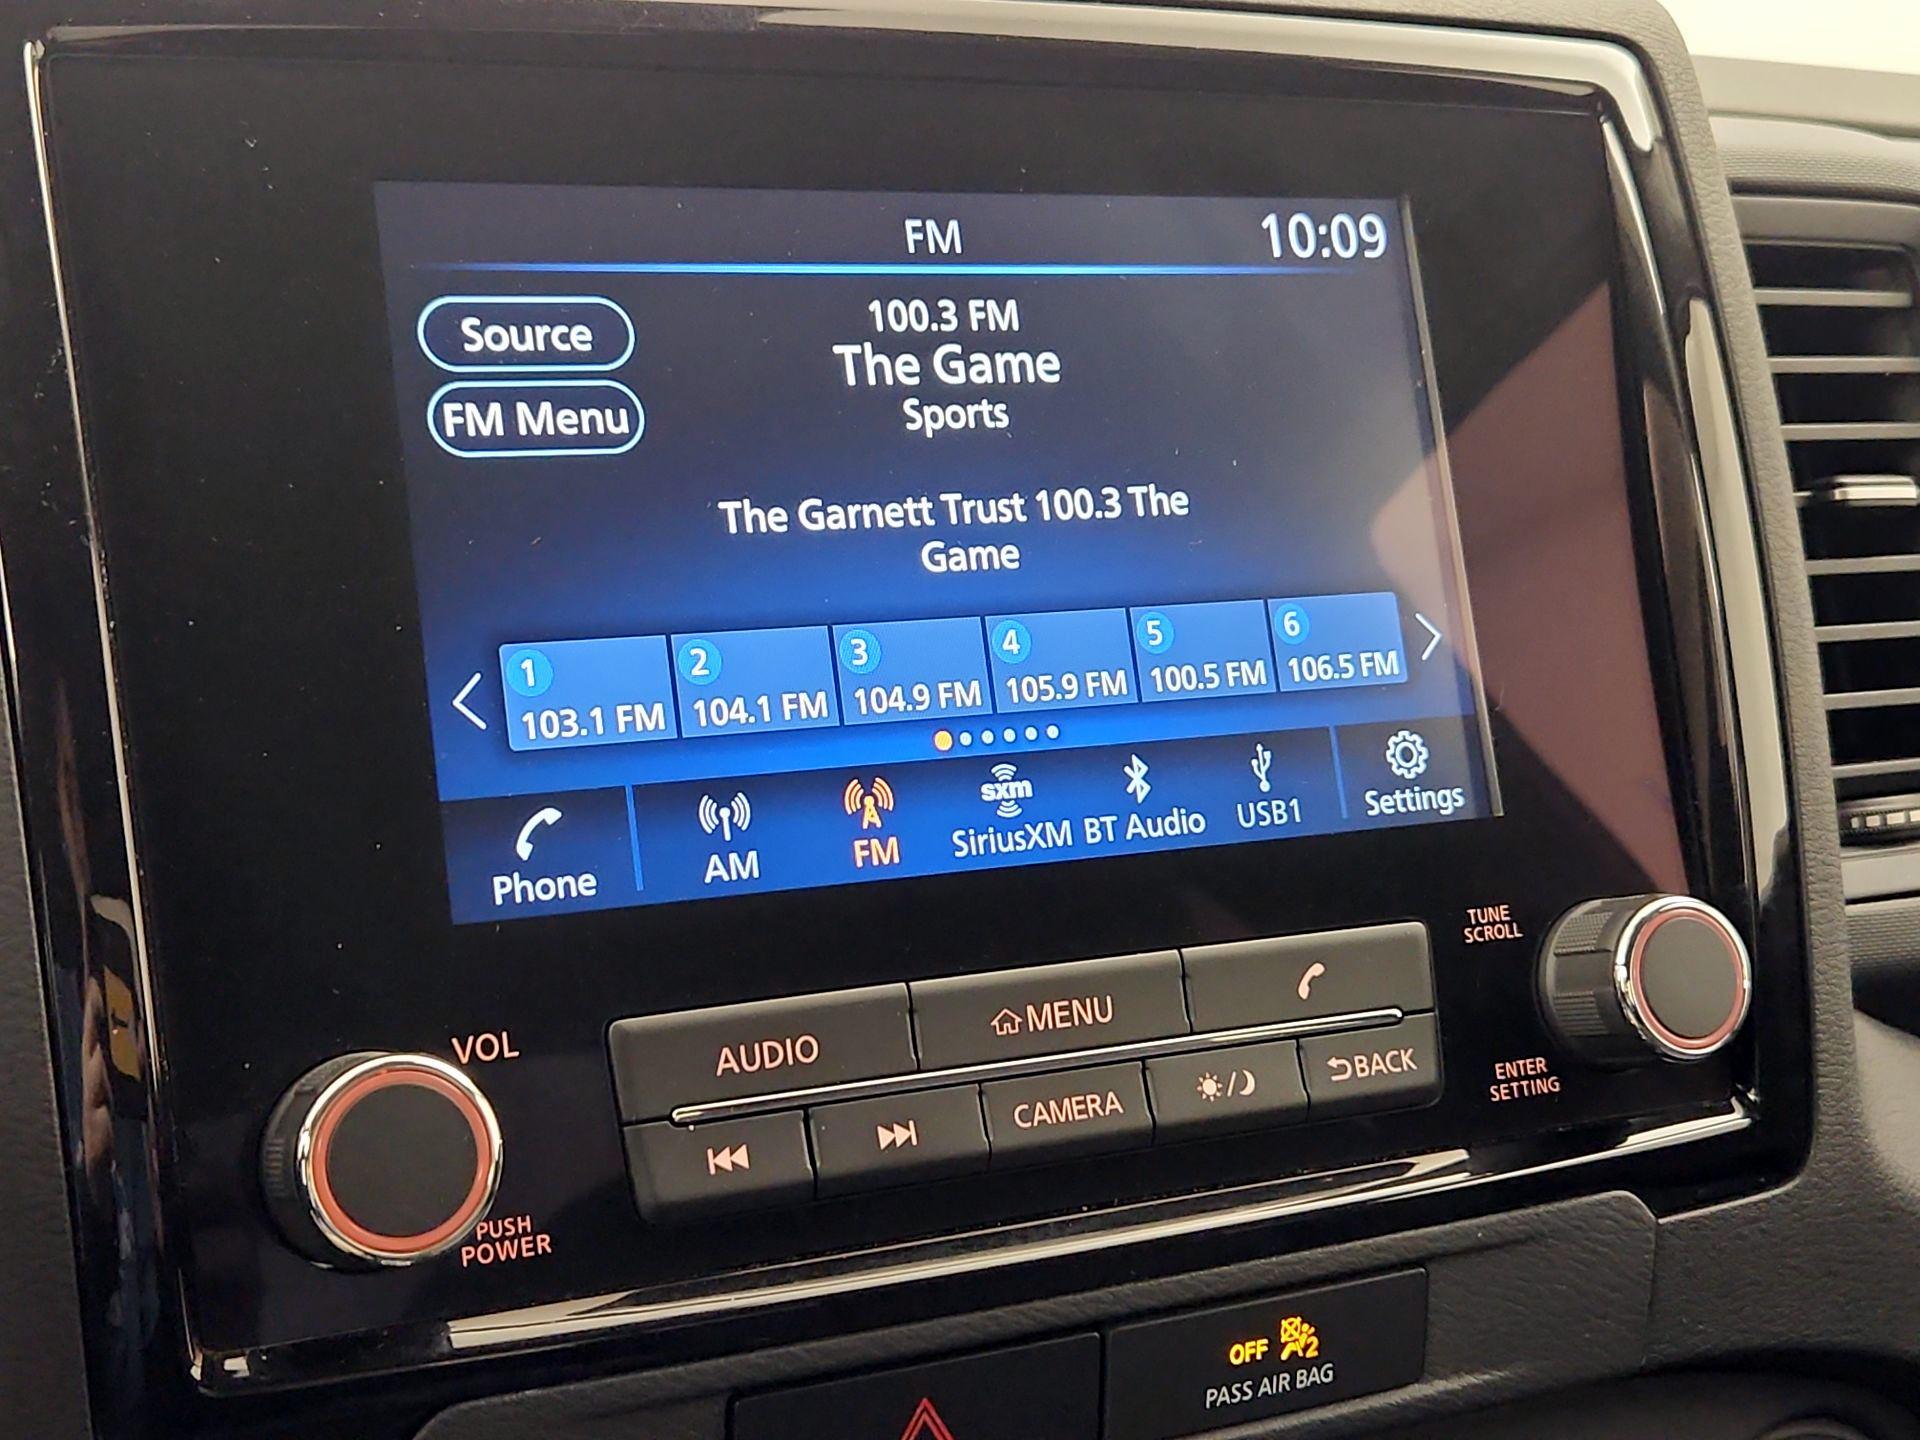 FM
10:09
Source
FM Menu
100.3 FM
The Game
Sports
The Garnett Trust 100.3 The
Game
1
103.1 FM
2
104.1 FM
3
104.9 FM
4
105.9 FM
5
100.5 FM
6
106.5 FM
Phone
AM
FM
sxm
SiriusXM
BT Audio
USB1
Settings
VOL
PUSH
POWER
AUDIO
MENU
CAMERA
BACK
TUNE
SCROLL
ENTER
SETTING
OFF
2
PASS AIR BAG